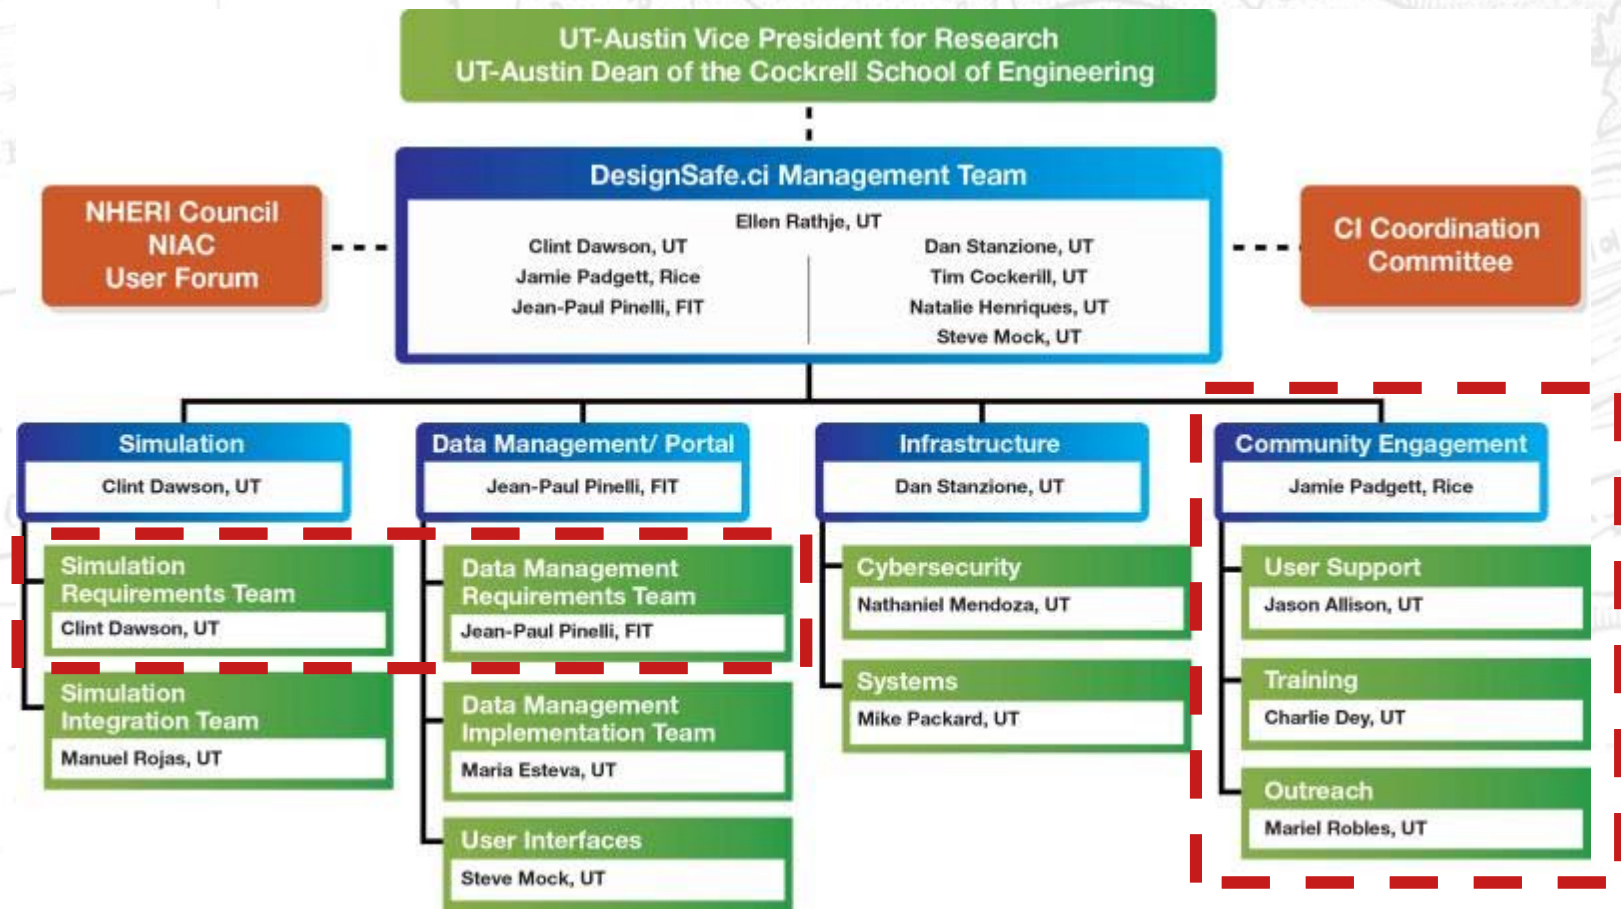 UT-Austin Vice President for Research
UT-Austin Dean of the Cockrell School of Engineering
NHERI Council
NIAC
User Forum
DesignSafe.ci Management Team
Ellen Rathje, UT
Clint Dawson, UT
Jamie Padgett, Rice
Jean-Paul Pinelli, FIT
Dan Stanzione, UT
Tim Cockerill, UT
Natalie Henriques, UT
Steve Mock, UT
CI Coordination
Committee
Simulation
Clint Dawson, UT
Simulation
Requirements Team
Clint Dawson, UT
Simulation
Integration Team
Manuel Rojas, UT
Data Management/ Portal
Jean-Paul Pinelli, FIT
Data Management
Requirements Team
Jean-Paul Pinelli, FIT
Data Management
Implementation Team
Maria Esteva, UT
User Interfaces
Steve Mock, UT
Infrastructure
Dan Stanzione, UT
Cybersecurity
Nathaniel Mendoza, UT
Systems
Mike Packard, UT
Community Engagement
Jamie Padgett, Rice
User Support
Jason Allison, UT
Training
Charlie Dey, UT
Outreach
Mariel Robles, UT